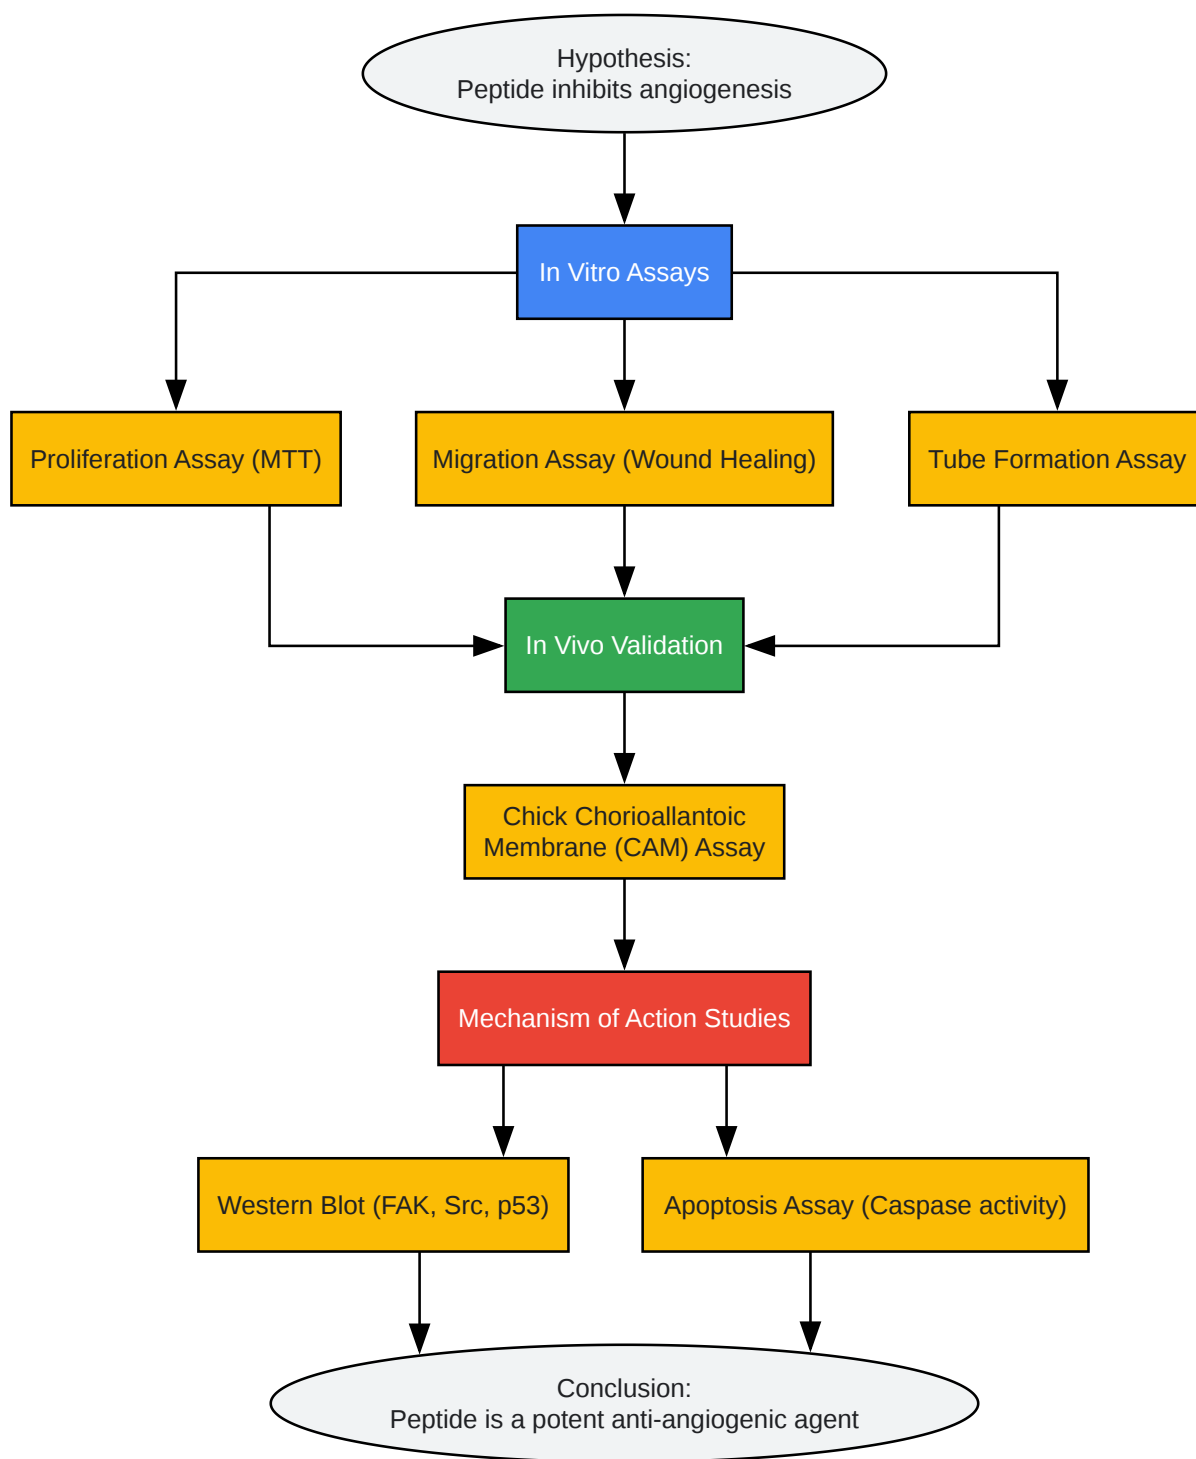 Hypothesis:
Peptide inhibits angiogenesis
In Vitro Assays
Proliferation Assay (MTT)
Migration Assay (Wound Healing)
Tube Formation Assay
In Vivo Validation
Chick Chorioallantoic
Membrane (CAM) Assay
Mechanism of Action Studies
Western Blot (FAK, Src, p53)
Apoptosis Assay (Caspase activity)
Conclusion:
Peptide is a potent anti-angiogenic agent